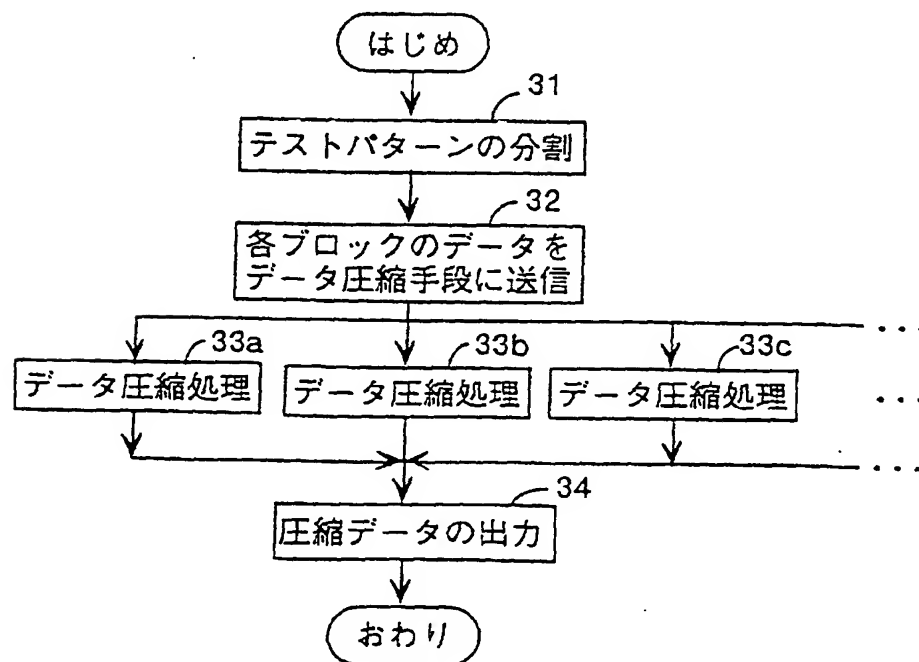 はじめ
31
テストパターンの分割
32
各ブロックのデータを
データ圧縮手段に送信
33a
33b
33c
データ圧縮処理
データ圧縮処理
データ圧縮処理
34
圧縮データの出力
おわり